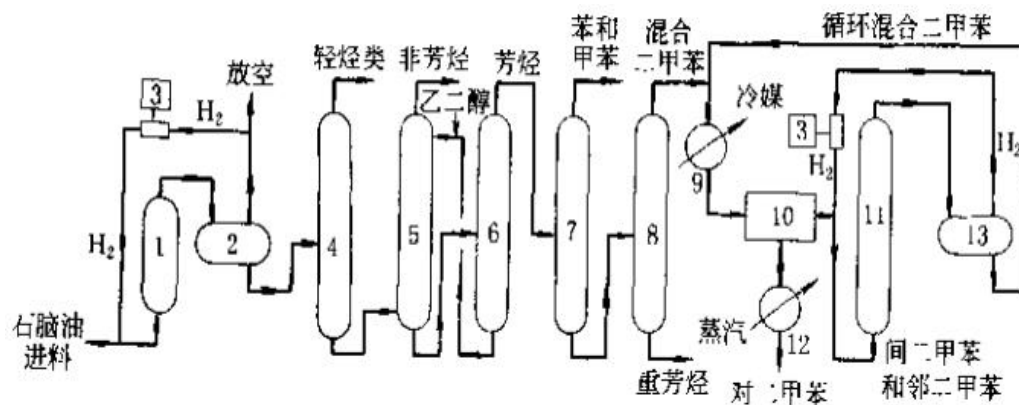 轻烃类
非芳烃
芳烃
苯和
甲苯
混合
二甲苯
循环混合二甲苯
放空
乙二醇
冷媒
3
H₂
3
H₂
H₂
9
H₂
1
2
4
5
6
7
8
10
11
13
石脑油
进料
蒸汽
12
重芳烃
对二甲苯
间二甲苯
和邻二甲苯